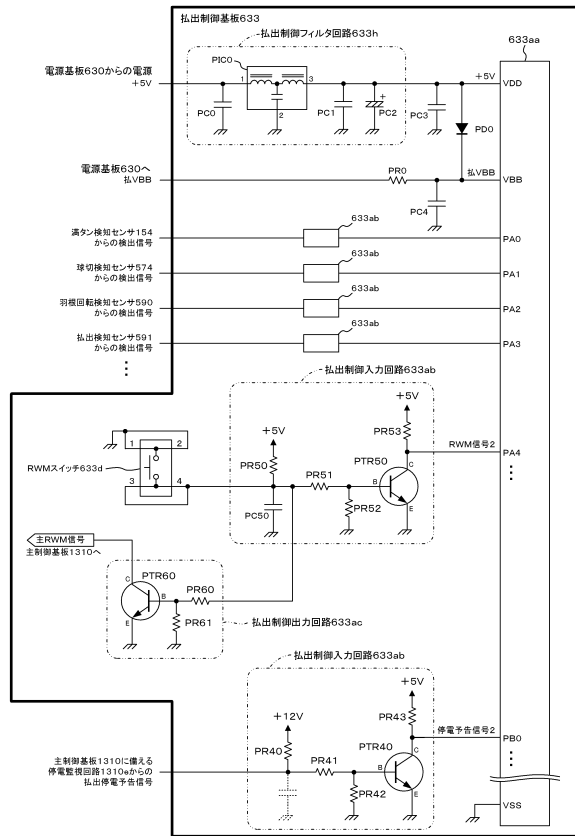 払出制御基板633
払出制御フィルタ回路633h
633aa
電源基板630からの電源
+5V
PIC0
1
3
2
PC0
PC1
+
PC2
PC3
+5V
VDD
PD0
電源基板630へ
払VBB
PR0
払VBB
VBB
PC4
満タン検知センサ154
からの検出信号
633ab
PA0
球切検知センサ574
からの検出信号
633ab
PA1
羽根回転検知センサ590
からの検出信号
633ab
PA2
払出検知センサ591
からの検出信号
633ab
PA3
払出制御入力回路633ab
+5V
+5V
PR53
RWM信号2
PA4
1
2
RWMスイッチ633d
3
4
PR50
PR51
PTR50
C
B
E
PC50
PR52
主RWM信号
主制御基板1310へ
C
PTR60
B
E
PR60
PR61
払出制御出力回路633ac
払出制御入力回路633ab
+5V
+12V
PR43
停電予告信号2
PB0
PR40
PR41
PTR40
C
B
E
主制御基板1310に備える
停電監視回路1310eからの
払出停電予告信号
PR42
VSS